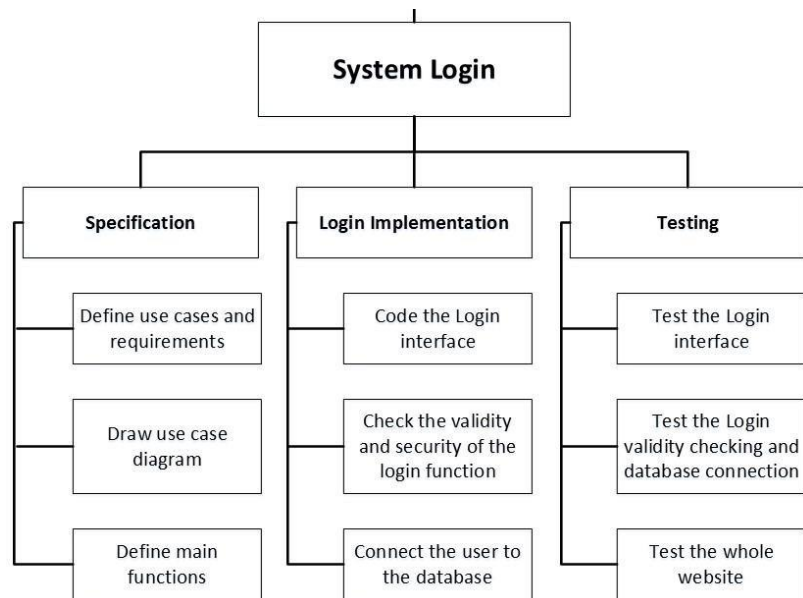 System Login
Specification
Define use cases and
requirements
Draw use case
diagram
Define main
functions
Login Implementation
Code the Login
interface
Check the validity
and security of the
login function
Connect the user to
the database
Testing
Test the Login
interface
Test the Login
validity checking and
database connection
Test the whole
website